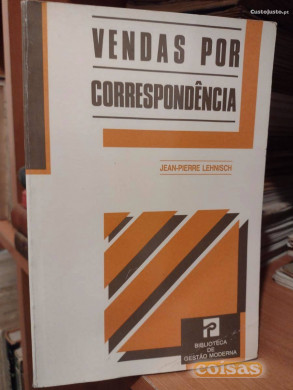 CustoJusto.pt
VENDAS POR
CORRESPONDÊNCIA
JEAN-PIERRE LEHNISCH
P
BIBLIOTECA
DE
GESTÃO MODERNA
coisas